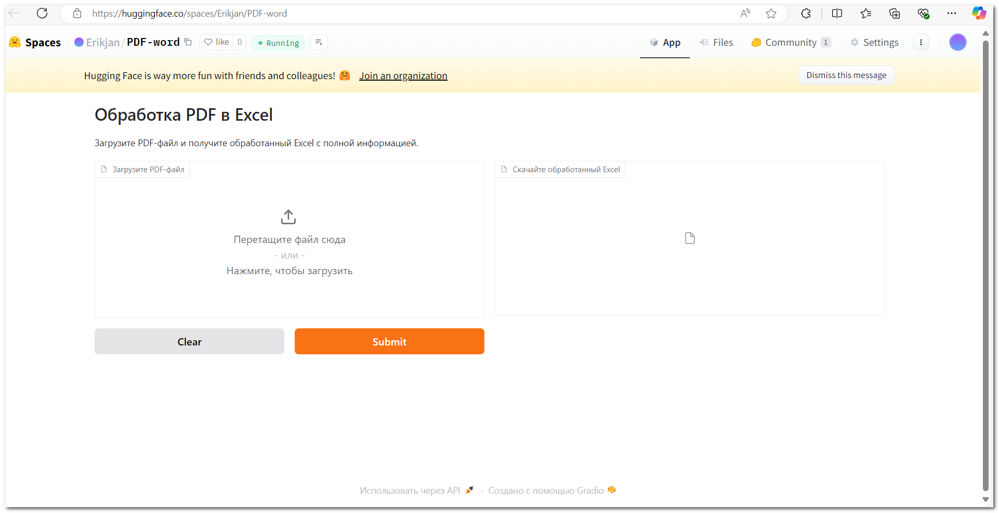 https://huggingface.co/spaces/Erikjan/PDF-word
Spaces Erikjan/PDF-word like 0 Running App Files Community 1 Settings
Hugging Face is way more fun with friends and colleagues! Join an organization Dismiss this message
Обработка PDF в Excel
Загрузите PDF-файл и получите обработанный Excel с полной информацией.
Загрузите PDF-файл Скачайте обработанный Excel
Перетащите файл сюда
- или -
Нажмите, чтобы загрузить
Clear Submit
Использовать через API · Создано с помощью Gradio